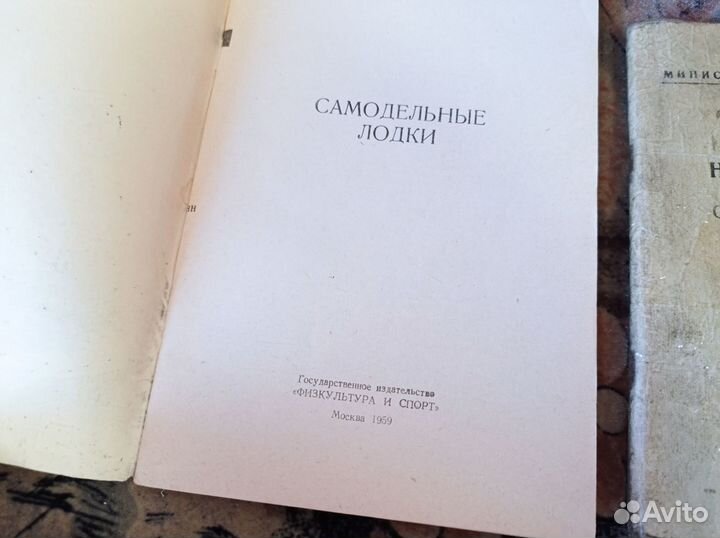 САМОДЕЛЬНЫЕ
ЛОДКИ
Государственное издательство
«ФИЗКУЛЬТУРА И СПОРТ»
Москва 1959
Avito